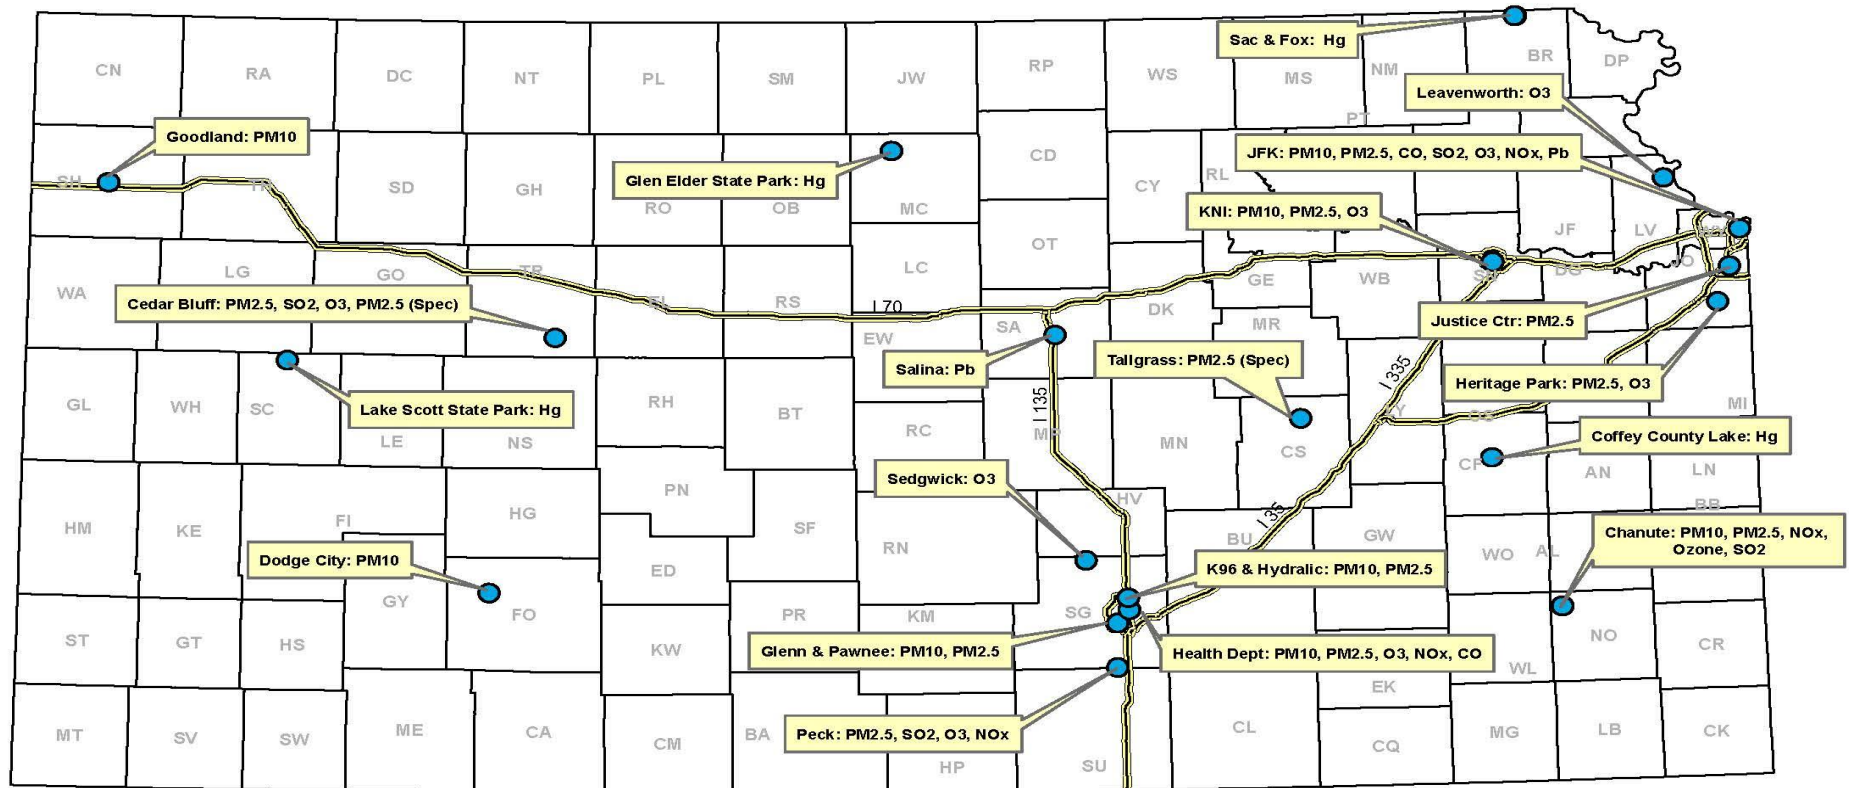 Sac & Fox: Hg
CN
RA
DC
NT
PL
SM
JW
RP
WS
MS
NM
BR
DP
Leavenworth: O3
PT
Goodland: PM10
JFK: PM10, PM2.5, CO, SO2, O3, NOx, Pb
SH
SD
GH
Glen Elder State Park: Hg
CD
CY
RL
RO
OB
MC
KNI: PM10, PM2.5, O3
OT
JF
LV
WA
LG
GO
TR
LC
GE
WB
DG
JO
Cedar Bluff: PM2.5, SO2, O3, PM2.5 (Spec)
EL
RS
I 70
DK
EW
SA
MR
Justice Ctr: PM2.5
Salina: Pb
Tallgrass: PM2.5 (Spec)
I 335
Heritage Park: PM2.5, O3
GL
WH
SC
Lake Scott State Park: Hg
LE
NS
RH
BT
RC
I 135
MN
CS
LY
OS
MI
Coffey County Lake: Hg
CF
AN
LN
BB
Sedgwick: O3
PN
HV
HM
KE
FI
HG
SF
RN
BU
I 35
GW
WO
AL
Chanute: PM10, PM2.5, NOx,
Ozone, SO2
Dodge City: PM10
K96 & Hydralic: PM10, PM2.5
ED
GY
FO
PR
KM
SG
ST
GT
HS
KW
Glenn & Pawnee: PM10, PM2.5
Health Dept: PM10, PM2.5, O3, NOx, CO
WL
NO
CR
EK
MT
SV
SW
ME
CA
CM
BA
Peck: PM2.5, SO2, O3, NOx
HP
SU
CL
CQ
MG
LB
CK